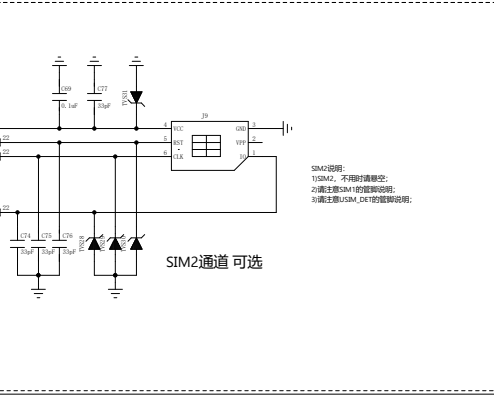 C69
0.1uF
C77
33pF
TVS31
J9
4
VCC
GND
3
22
5
RST
VPP
2
22
6
CLK
IO
1
SIM2说明：
1)SIM2，不用时请悬空；
2)请注意SIM1的管脚说明；
3)请注意USIM_DET的管脚说明；
22
C74
C75
C76
TVS28
33pF
33pF
33pF
SIM2通道 可选